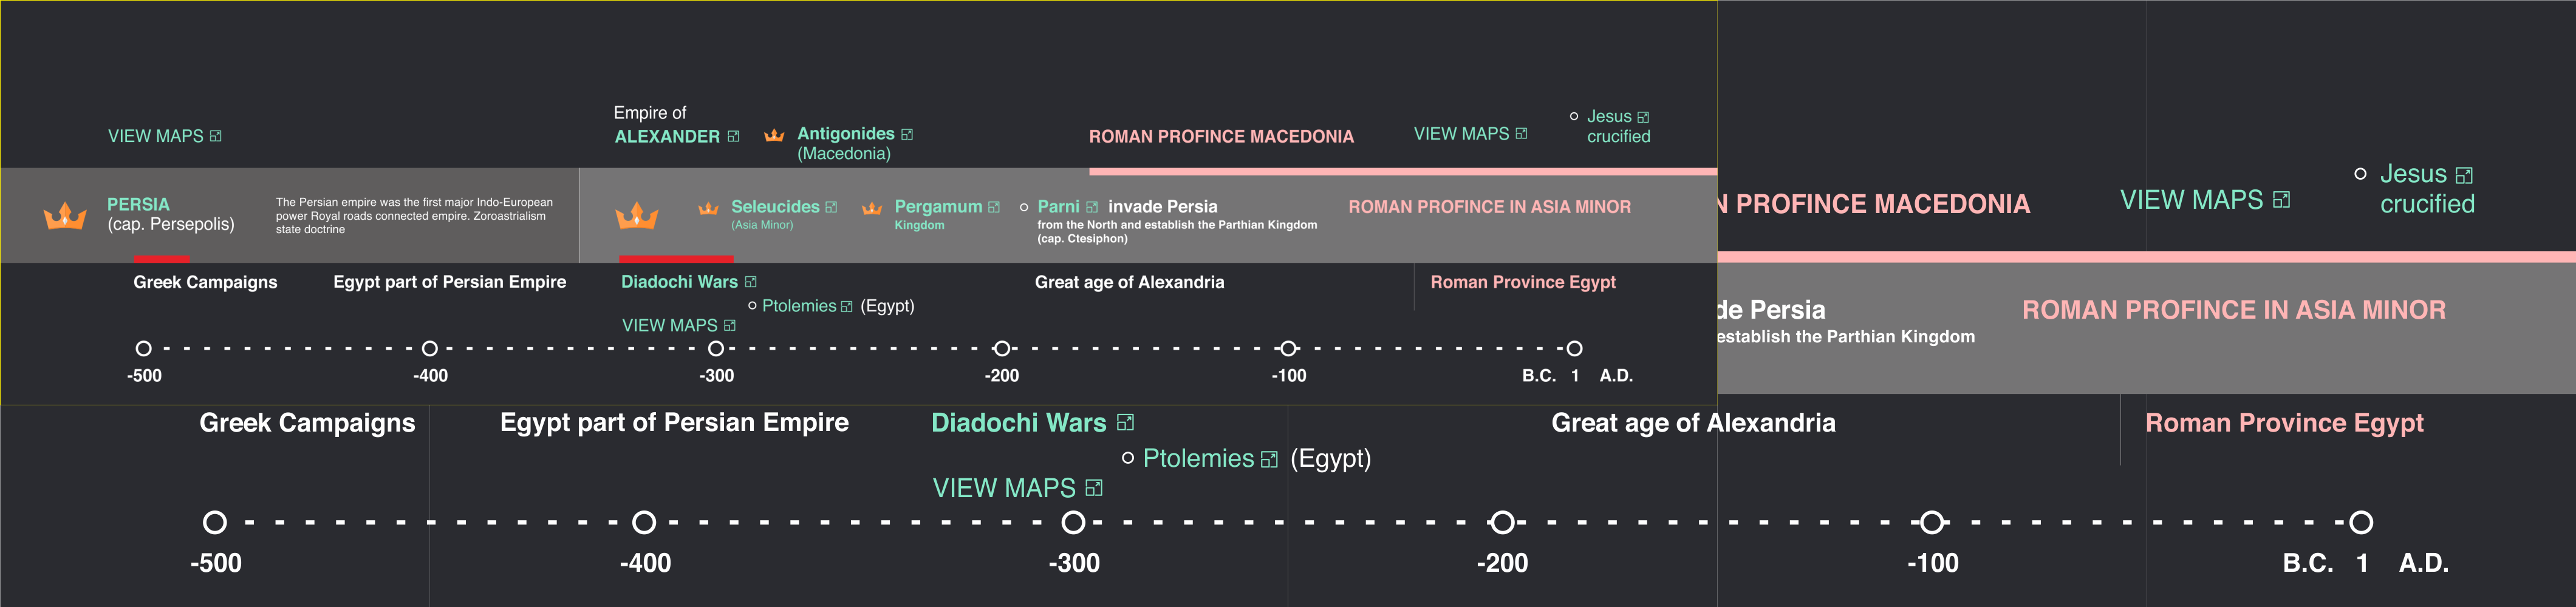 Empire of
VIEW MAPS
ALEXANDER
Antigonides
(Macedonia)
ROMAN PROFINCE MACEDONIA
VIEW MAPS
Jesus
crucified
PERSIA
(cap. Persepolis)
The Persian empire was the first major Indo-European
power Royal roads connected empire. Zoroastrialism
state doctrine
Seleucides
(Asia Minor)
Pergamum
Kingdom
Parni invade Persia
from the North and establish the Parthian Kingdom
(cap. Ctesiphon)
ROMAN PROFINCE IN ASIA MINOR
Greek Campaigns
Egypt part of Persian Empire
Diadochi Wars
Ptolemies (Egypt)
VIEW MAPS
Great age of Alexandria
Roman Province Egypt
-500 -400 -300 -200 -100 B.C. 1 A.D.
N PROFINCE MACEDONIA
VIEW MAPS
Jesus
crucified
de Persia
establish the Parthian Kingdom
ROMAN PROFINCE IN ASIA MINOR
Greek Campaigns
Egypt part of Persian Empire
Diadochi Wars
Ptolemies (Egypt)
VIEW MAPS
Great age of Alexandria
Roman Province Egypt
-500 -400 -300 -200 -100 B.C. 1 A.D.